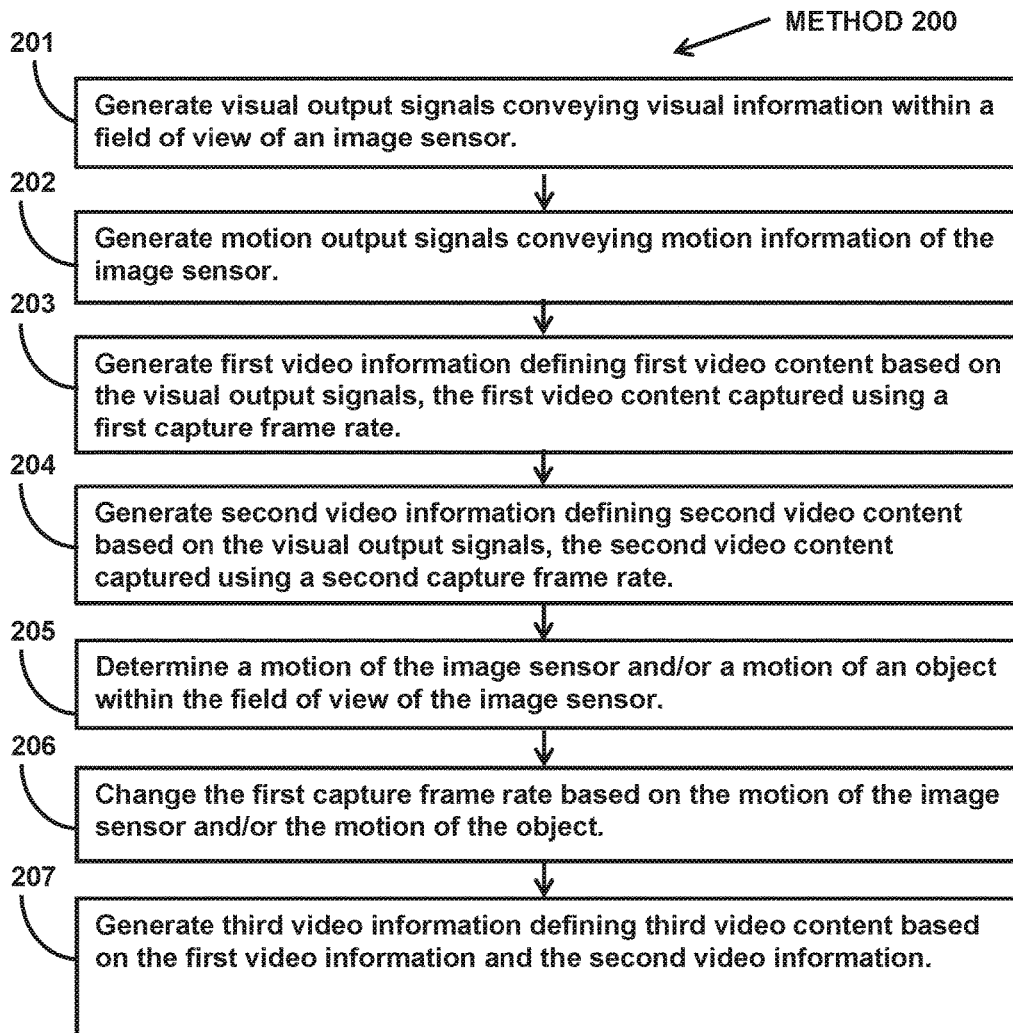 METHOD 200
201
Generate visual output signals conveying visual information within a
field of view of an image sensor.
202
Generate motion output signals conveying motion information of the
image sensor.
203
Generate first video information defining first video content based on
the visual output signals, the first video content captured using a
first capture frame rate.
204
Generate second video information defining second video content
based on the visual output signals, the second video content
captured using a second capture frame rate.
205
Determine a motion of the image sensor and/or a motion of an object
within the field of view of the image sensor.
206
Change the first capture frame rate based on the motion of the image
sensor and/or the motion of the object.
207
Generate third video information defining third video content based
on the first video information and the second video information.